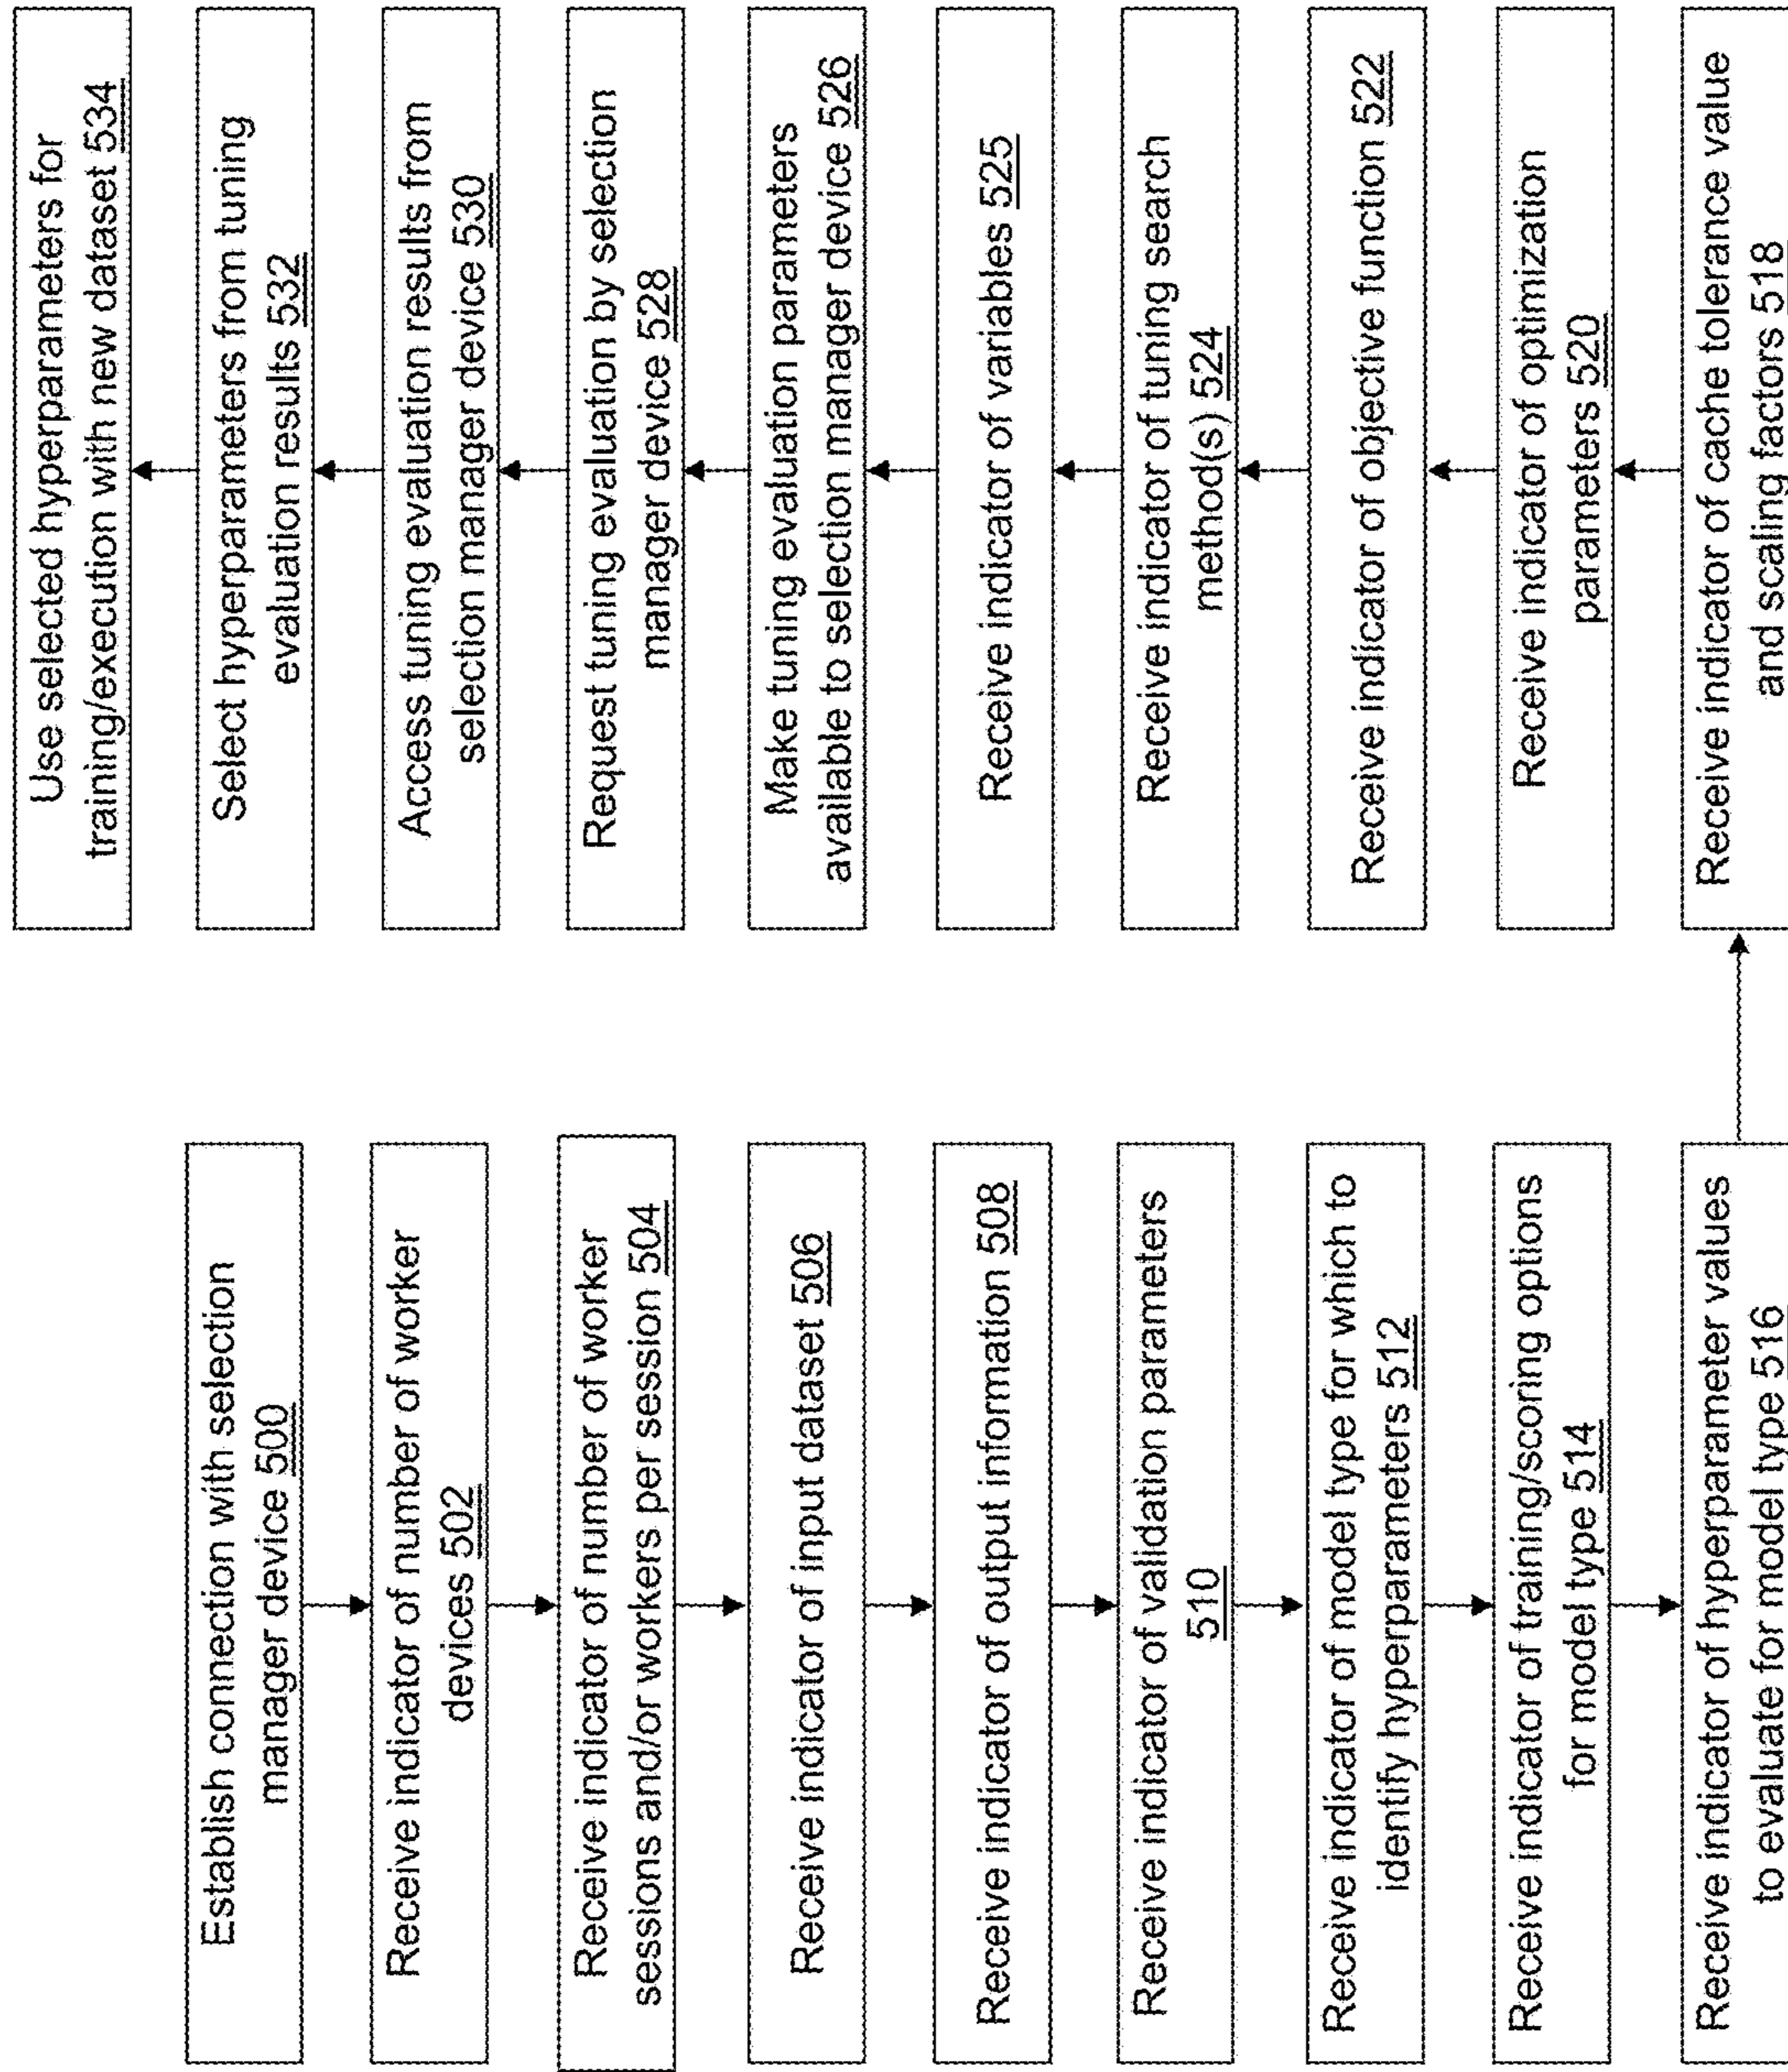 Establish connection with selection
manager device 500
Receive indicator of number of worker
devices 502
Receive indicator of number of worker
sessions and/or workers per session 504
Receive indicator of input dataset 506
Receive indicator of output information 508
Receive indicator of validation parameters
510
Receive indicator of model type for which to
identify hyperparameters 512
Receive indicator of training/scoring options
for model type 514
Receive indicator of hyperparameter values
to evaluate for model type 516
Receive indicator of cache tolerance value
and scaling factors 518
Receive indicator of optimization
parameters 520
Receive indicator of objective function 522
Receive indicator of tuning search
method(s) 524
Receive indicator of variables 525
Make tuning evaluation parameters
available to selection manager device 526
Request tuning evaluation by selection
manager device 528
Access tuning evaluation results from
selection manager device 530
Select hyperparameters from tuning
evaluation results 532
Use selected hyperparameters for
training/execution with new dataset 534